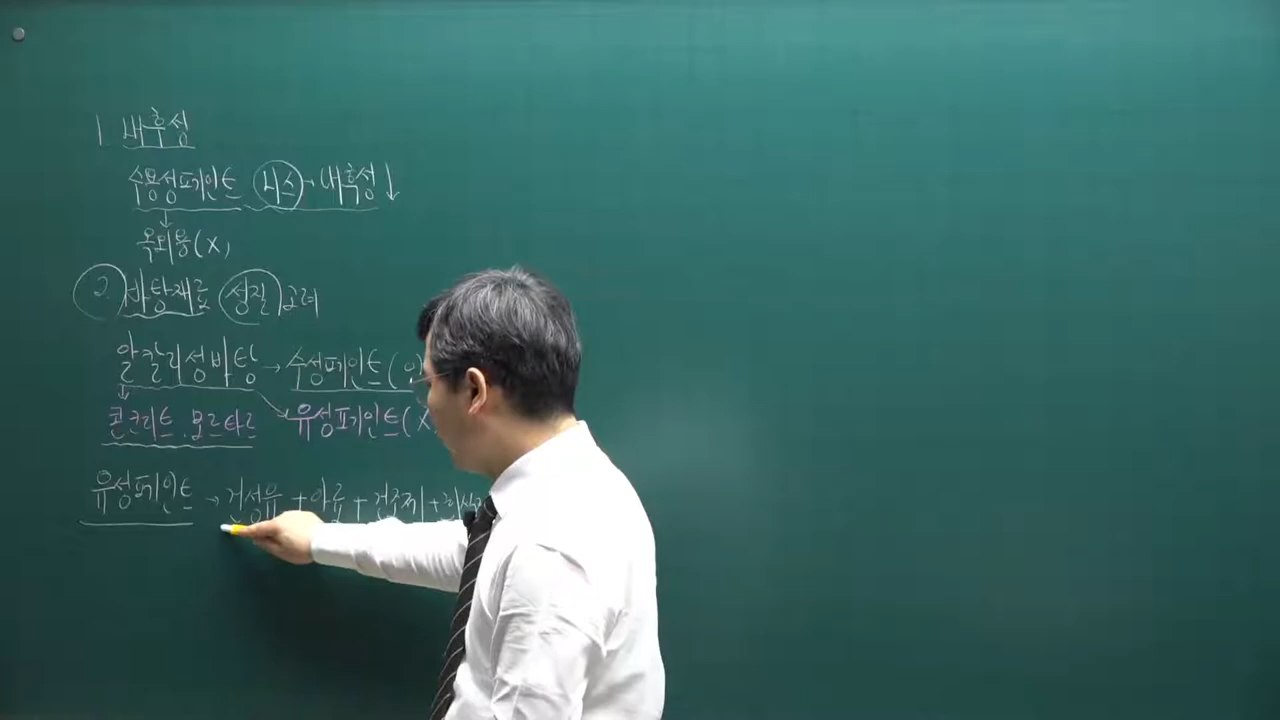 1. 내후성
수용성페인트 니스→내후성↓
↓
옥외용(X)
2. 바탕재료 성질 고려
알칼리성바탕→수성페인트(
콘크리트.모르타르 유성페인트(X
유성페인트→건성유+안료+건조제+희석제